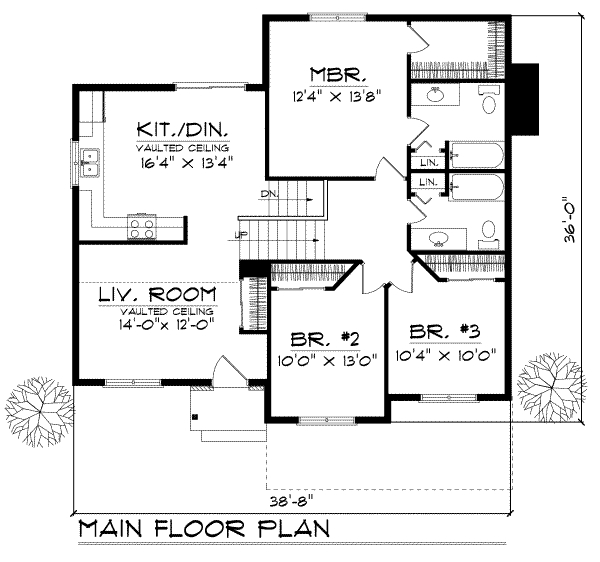 MBR.
12'4" X 13'8"
KIT./DIN.
VAULTED CEILING
16'4" X 13'4"
LIN.
LIN.
DN.
UP
36'-0"
LIV. ROOM
VAULTED CEILING
14'-0" X 12'-0"
BR. #2
10'0" X 13'0"
BR. #3
10'4" X 10'0"
38'-8"
MAIN FLOOR PLAN